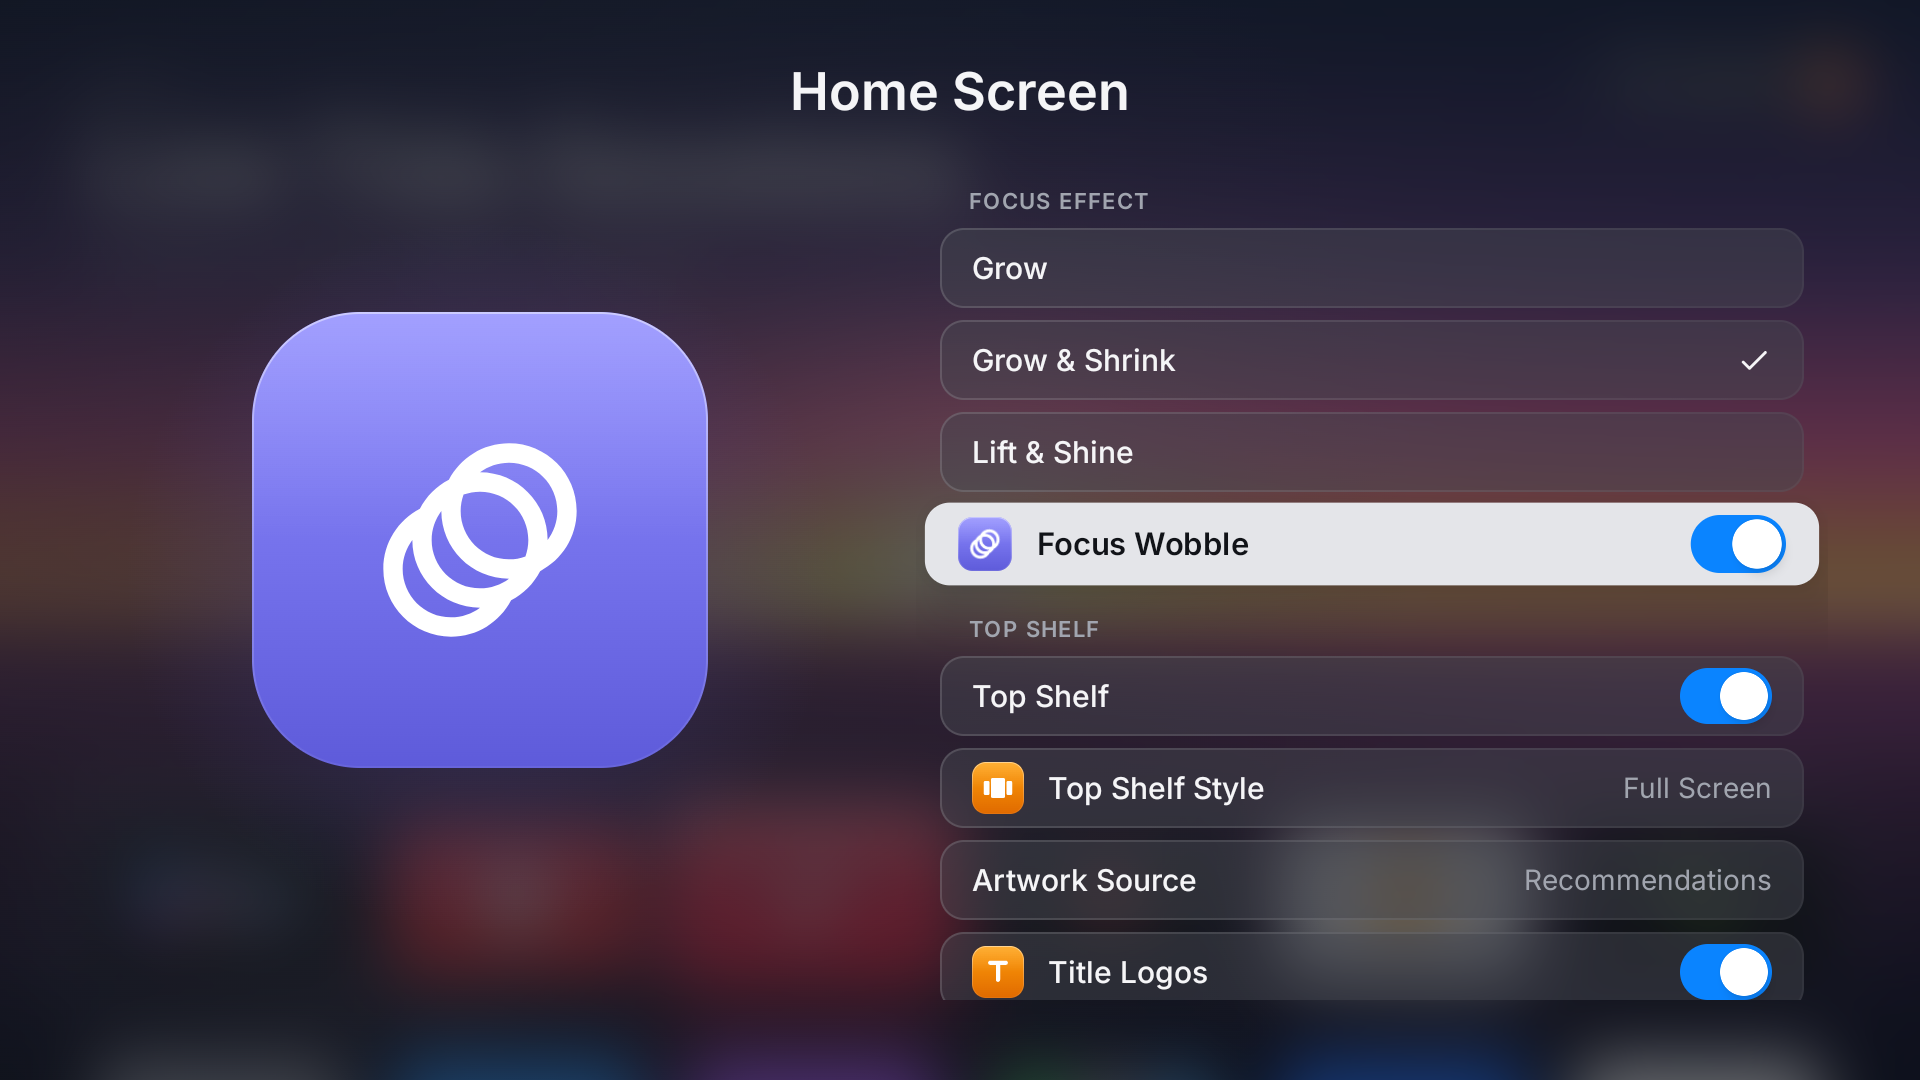 Home Screen
FOCUS EFFECT
Grow
Grow & Shrink
Lift & Shine
Focus Wobble
TOP SHELF
Top Shelf
Top Shelf Style
Full Screen
Artwork Source
Recommendations
T
Title Logos